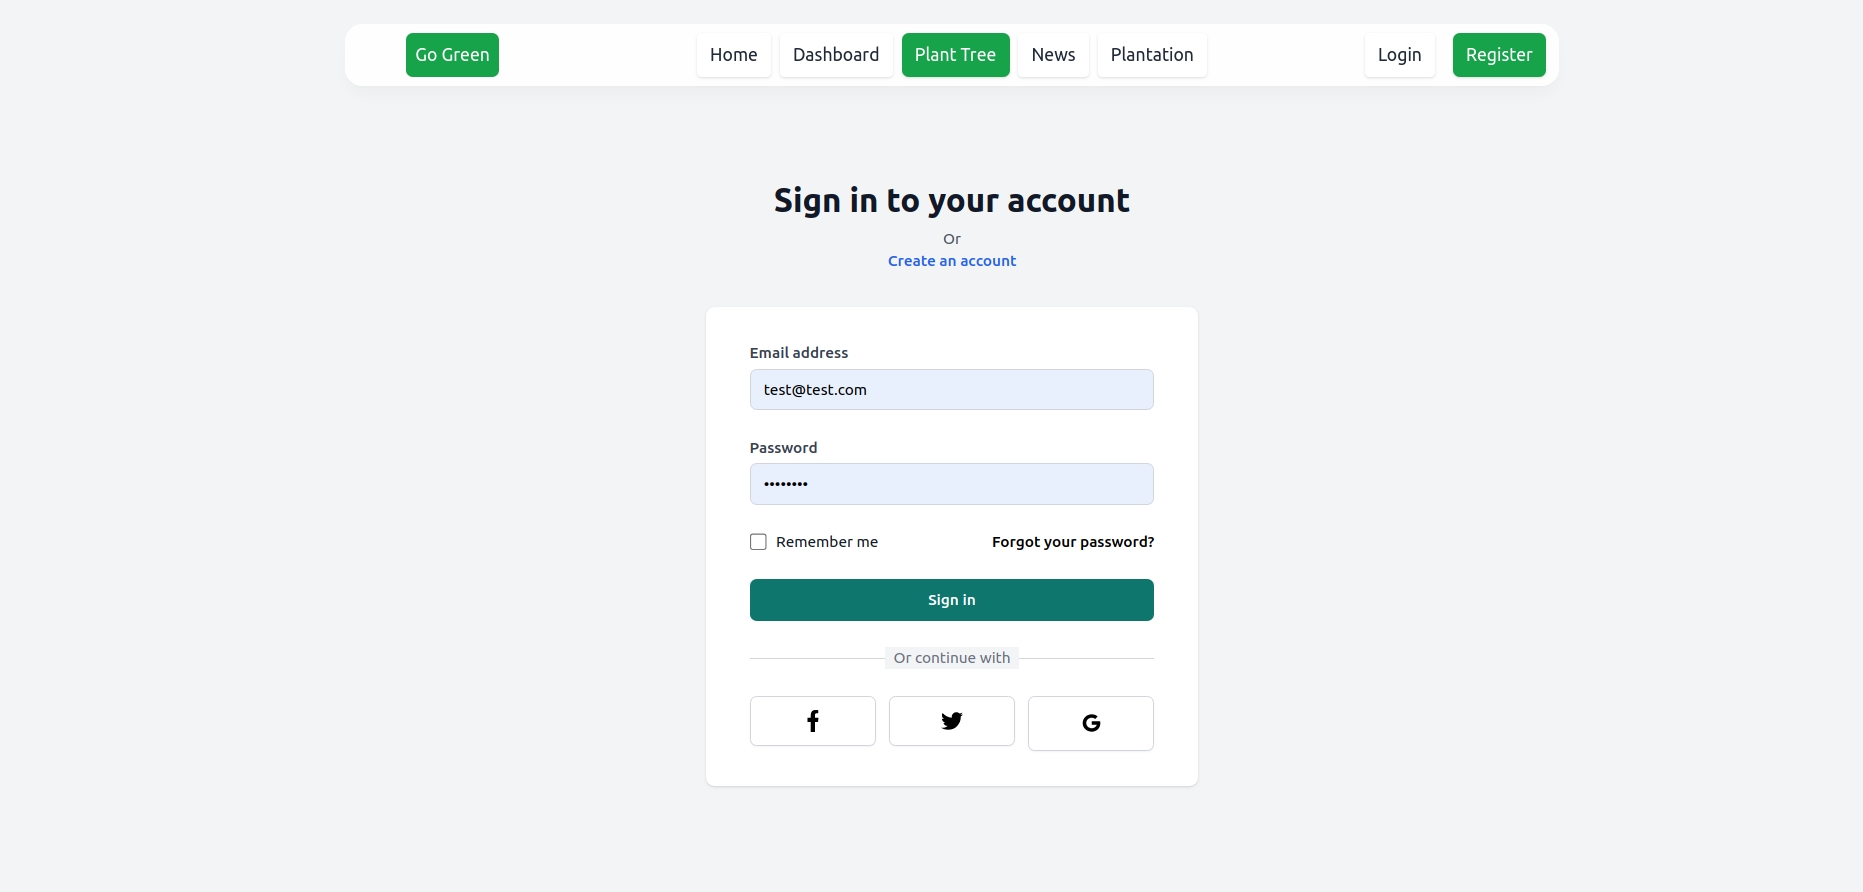 Go Green Home Dashboard Plant Tree News Plantation Login Register
Sign in to your account
Or
Create an account
Email address
test@test.com
Password
••••••••
Remember me Forgot your password?
Sign in
Or continue with